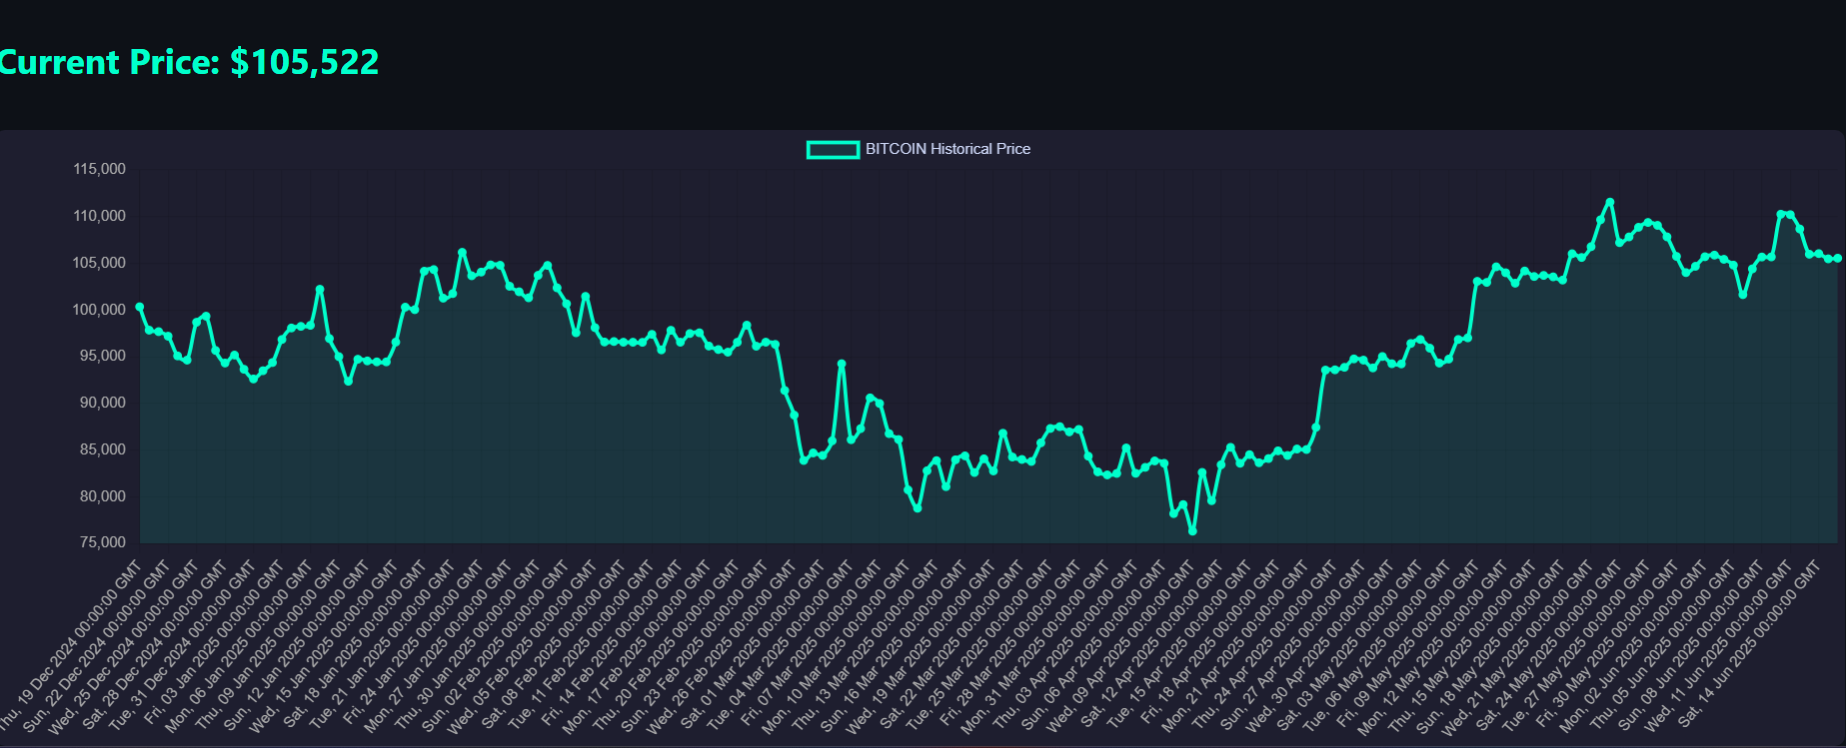 Current Price: $105,522
BITCOIN Historical Price
115,000
110,000
105,000
100,000
95,000
90,000
85,000
80,000
75,000
Thu, 19 Dec 2024 00:00:00 GMT
Sun, 22 Dec 2024 00:00:00 GMT
Wed, 25 Dec 2024 00:00:00 GMT
Sat, 28 Dec 2024 00:00:00 GMT
Tue, 31 Dec 2024 00:00:00 GMT
Fri, 03 Jan 2025 00:00:00 GMT
Mon, 06 Jan 2025 00:00:00 GMT
Thu, 09 Jan 2025 00:00:00 GMT
Sun, 12 Jan 2025 00:00:00 GMT
Wed, 15 Jan 2025 00:00:00 GMT
Sat, 18 Jan 2025 00:00:00 GMT
Tue, 21 Jan 2025 00:00:00 GMT
Fri, 24 Jan 2025 00:00:00 GMT
Mon, 27 Jan 2025 00:00:00 GMT
Thu, 30 Jan 2025 00:00:00 GMT
Sun, 02 Feb 2025 00:00:00 GMT
Wed, 05 Feb 2025 00:00:00 GMT
Sat, 08 Feb 2025 00:00:00 GMT
Tue, 11 Feb 2025 00:00:00 GMT
Fri, 14 Feb 2025 00:00:00 GMT
Mon, 17 Feb 2025 00:00:00 GMT
Thu, 20 Feb 2025 00:00:00 GMT
Sun, 23 Feb 2025 00:00:00 GMT
Wed, 26 Feb 2025 00:00:00 GMT
Sat, 01 Mar 2025 00:00:00 GMT
Tue, 04 Mar 2025 00:00:00 GMT
Fri, 07 Mar 2025 00:00:00 GMT
Mon, 10 Mar 2025 00:00:00 GMT
Thu, 13 Mar 2025 00:00:00 GMT
Sun, 16 Mar 2025 00:00:00 GMT
Wed, 19 Mar 2025 00:00:00 GMT
Sat, 22 Mar 2025 00:00:00 GMT
Tue, 25 Mar 2025 00:00:00 GMT
Fri, 28 Mar 2025 00:00:00 GMT
Mon, 31 Mar 2025 00:00:00 GMT
Thu, 03 Apr 2025 00:00:00 GMT
Sun, 06 Apr 2025 00:00:00 GMT
Wed, 09 Apr 2025 00:00:00 GMT
Sat, 12 Apr 2025 00:00:00 GMT
Tue, 15 Apr 2025 00:00:00 GMT
Fri, 18 Apr 2025 00:00:00 GMT
Mon, 21 Apr 2025 00:00:00 GMT
Thu, 24 Apr 2025 00:00:00 GMT
Sun, 27 Apr 2025 00:00:00 GMT
Wed, 30 Apr 2025 00:00:00 GMT
Sat, 03 May 2025 00:00:00 GMT
Tue, 06 May 2025 00:00:00 GMT
Fri, 09 May 2025 00:00:00 GMT
Mon, 12 May 2025 00:00:00 GMT
Thu, 15 May 2025 00:00:00 GMT
Sun, 18 May 2025 00:00:00 GMT
Wed, 21 May 2025 00:00:00 GMT
Sat, 24 May 2025 00:00:00 GMT
Tue, 27 May 2025 00:00:00 GMT
Fri, 30 May 2025 00:00:00 GMT
Mon, 02 Jun 2025 00:00:00 GMT
Thu, 05 Jun 2025 00:00:00 GMT
Sun, 08 Jun 2025 00:00:00 GMT
Wed, 11 Jun 2025 00:00:00 GMT
Sat, 14 Jun 2025 00:00:00 GMT